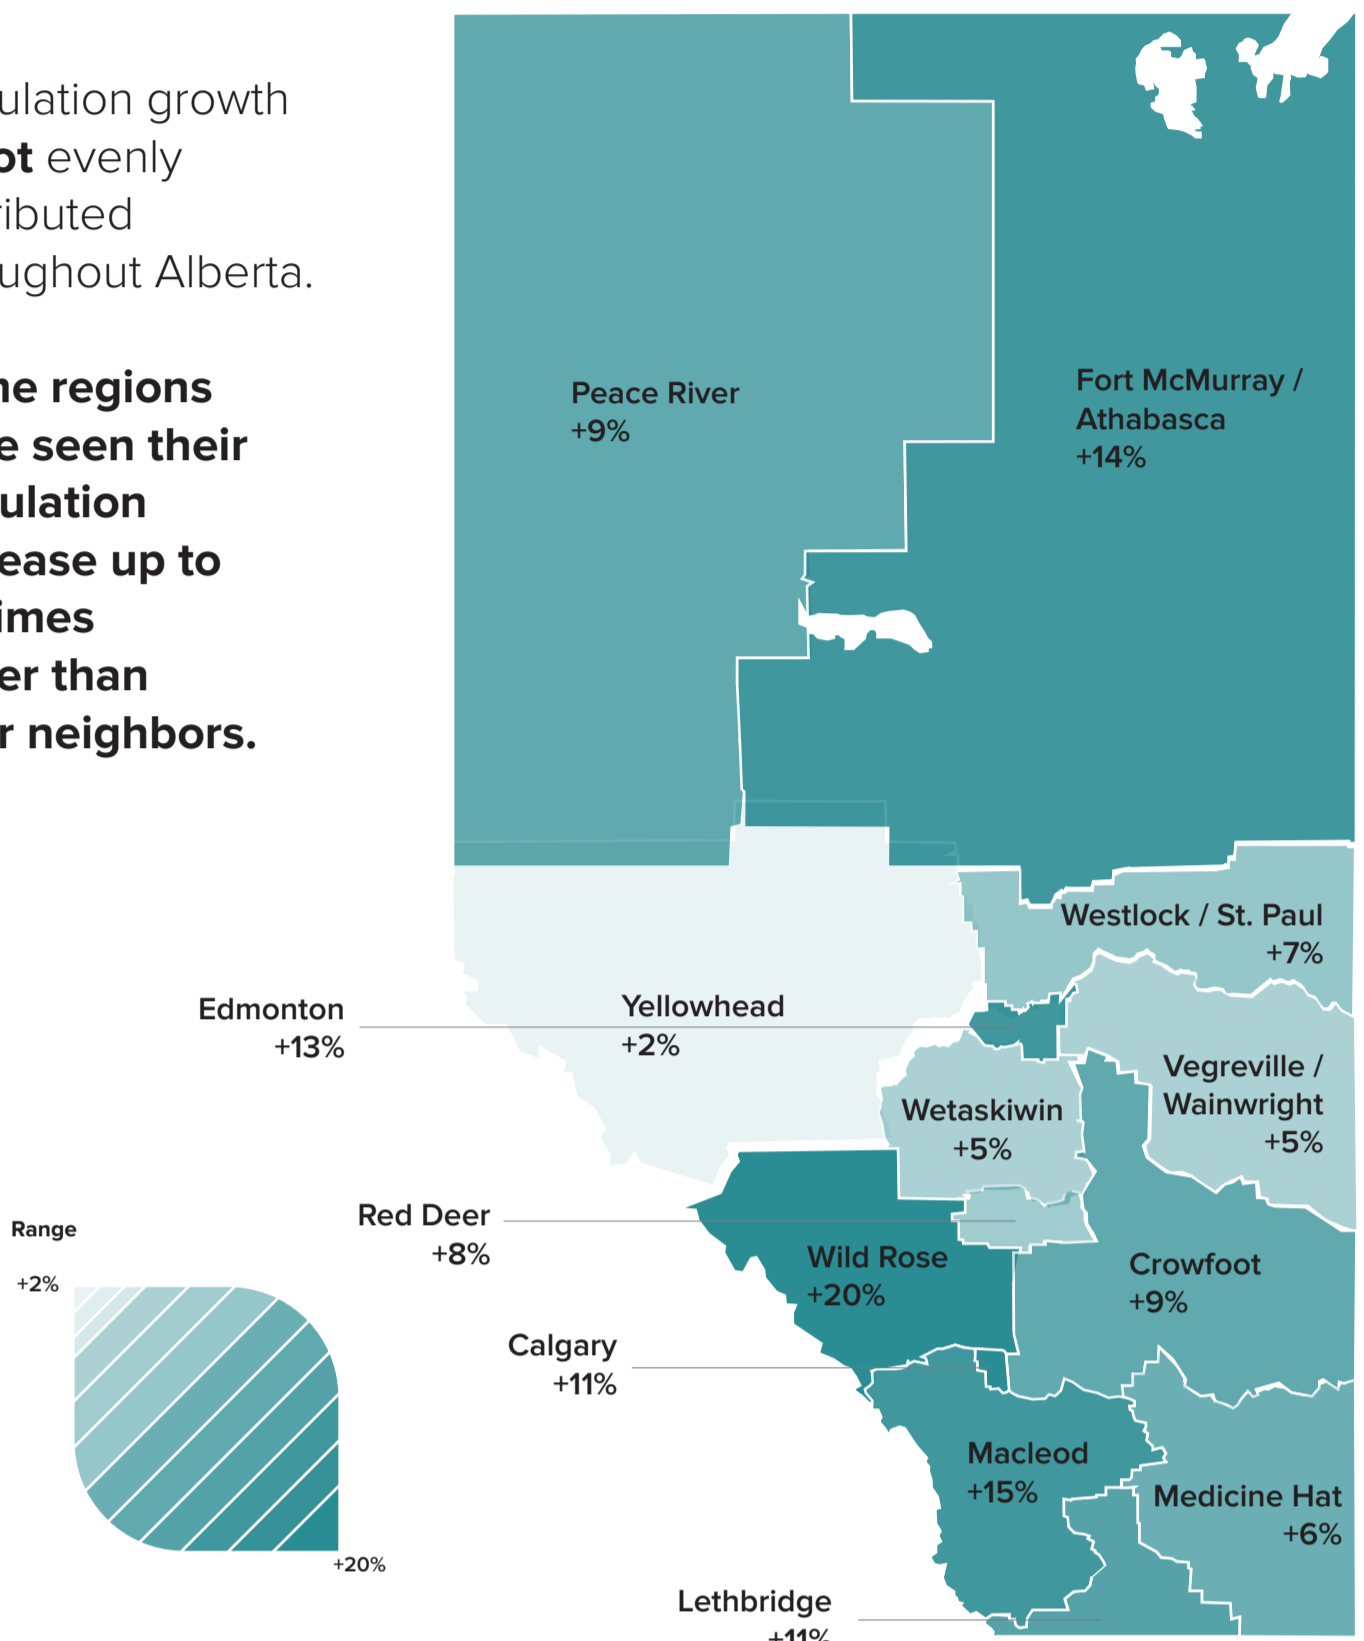 ulation growth
ot evenly
ributed
ughout Alberta.
ne regions
e seen their
ulation
ease up to
imes
er than
r neighbors.
Peace River
+9%
Fort McMurray /
Athabasca
+14%
Westlock / St. Paul
+7%
Edmonton
+13%
Yellowhead
+2%
Vegreville /
Wainwright
+5%
Wetaskiwin
+5%
Red Deer
+8%
Wild Rose
+20%
Crowfoot
+9%
Range
+2%
+20%
Calgary
+11%
Macleod
+15%
Medicine Hat
+6%
Lethbridge
+11%